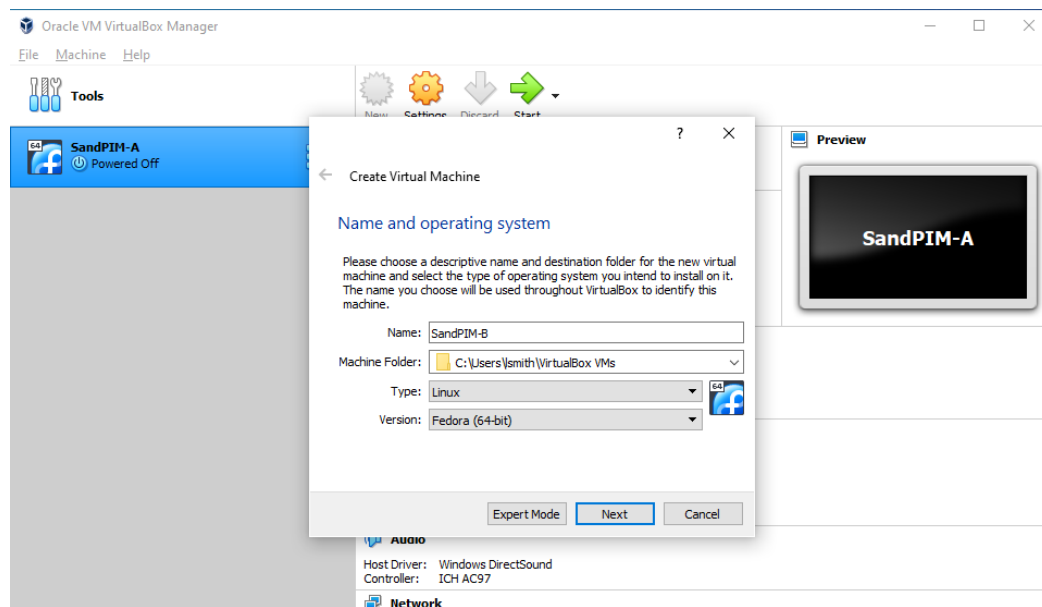 Oracle VM VirtualBox Manager
File Machine Help
Tools
New Settings Discard Start
64
SandPIM-A
Powered Off
Preview
SandPIM-A
?
Create Virtual Machine
Name and operating system
Please choose a descriptive name and destination folder for the new virtual
machine and select the type of operating system you intend to install on it.
The name you choose will be used throughout VirtualBox to identify this
machine.
Name: SandPIM-B
Machine Folder: C:\Users\lsmith\VirtualBox VMs
Type: Linux
64
Version: Fedora (64-bit)
Expert Mode Next Cancel
Audio
Host Driver: Windows DirectSound
Controller: ICH AC97
Network